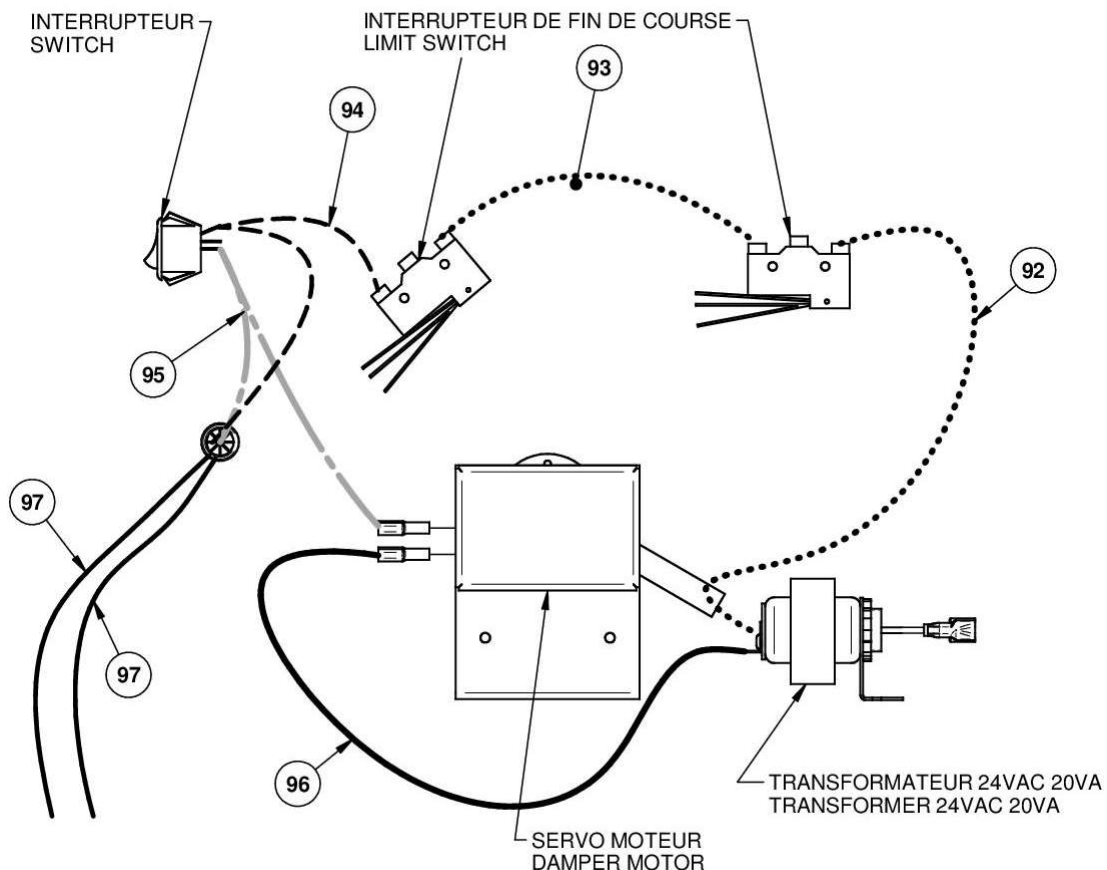 INTERRUPTEUR
SWITCH
INTERRUPTEUR DE FIN DE COURSE
LIMIT SWITCH
93
94
92
95
97
97
96
TRANSFORMATEUR 24VAC 20VA
TRANSFORMER 24VAC 20VA
SERVO MOTEUR
DAMPER MOTOR